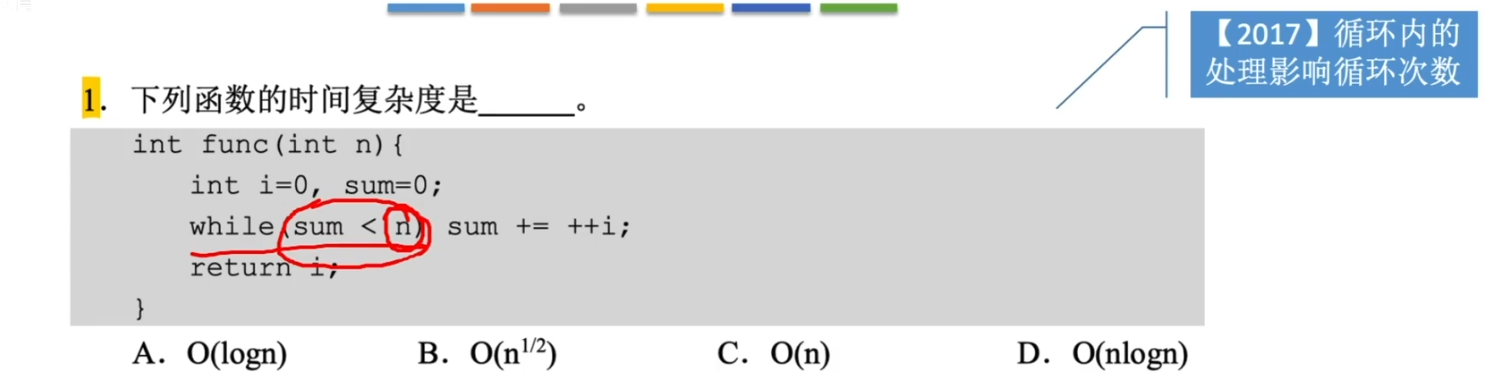 【2017】循环内的
处理影响循环次数
1. 下列函数的时间复杂度是______。
int func(int n){
int i=0, sum=0;
while(sum < n) sum += ++i;
return i;
}
A. O(logn) B. O(n^{1/2}) C. O(n) D. O(nlogn)